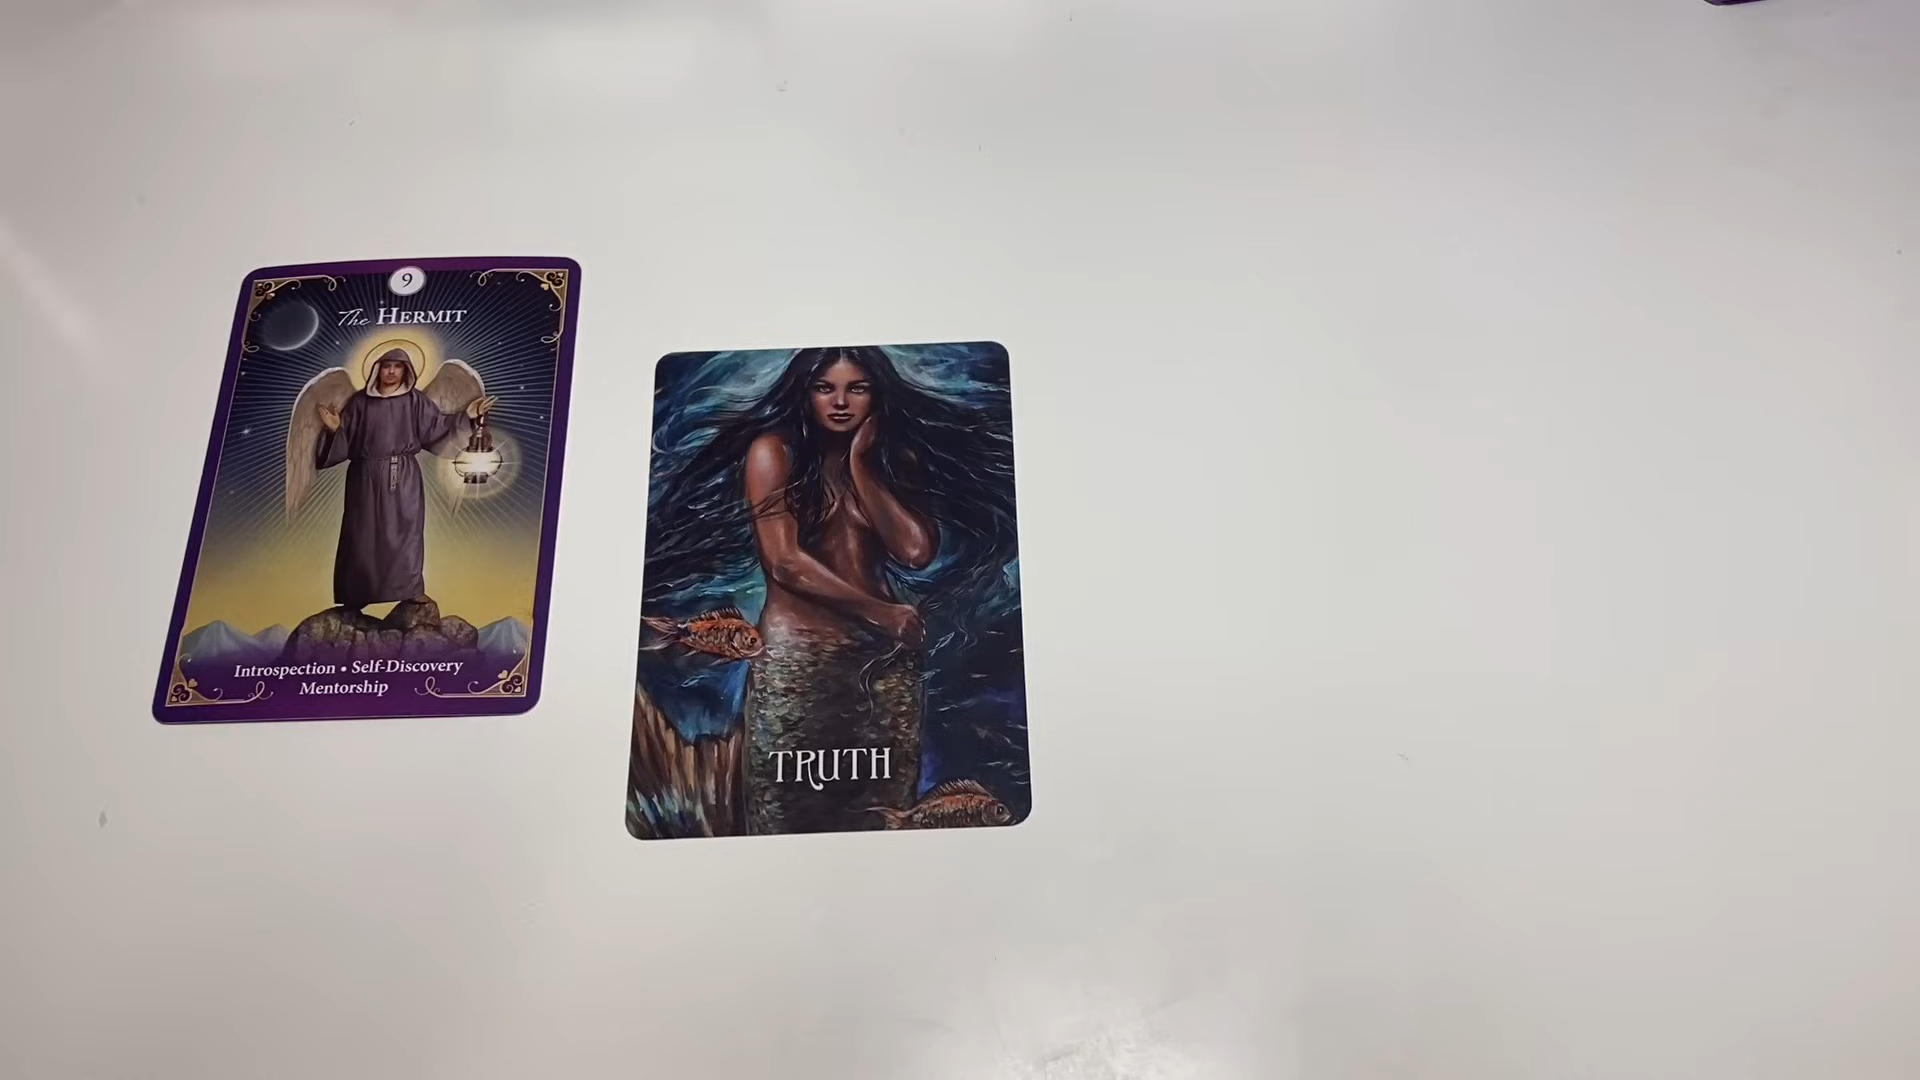 9
The HERMIT
Introspection • Self-Discovery
Mentorship
TRUTH